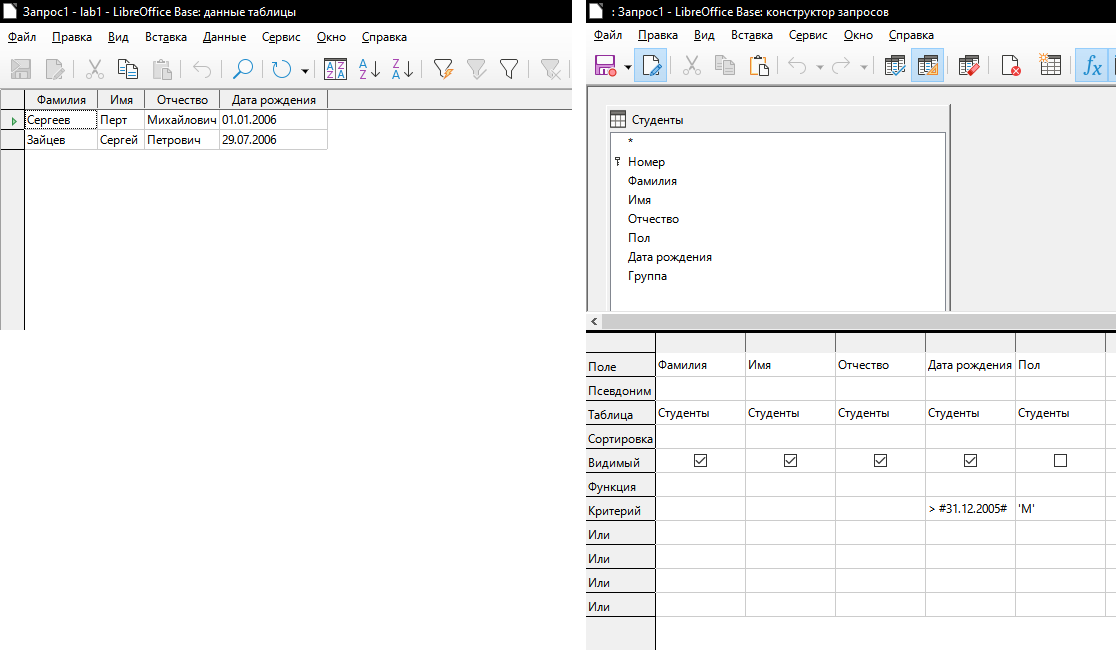 Запрос1 - lab1 - LibreOffice Base: данные таблицы
Файл Правка Вид Вставка Данные Сервис Окно Справка
Фамилия Имя Отчество Дата рождения
Сергеев Перт Михайлович 01.01.2006
Зайцев Сергей Петрович 29.07.2006
: Запрос1 - LibreOffice Base: конструктор запросов
Файл Правка Вид Вставка Сервис Окно Справка
Студенты
*
Номер
Фамилия
Имя
Отчество
Пол
Дата рождения
Группа
Поле Фамилия Имя Отчество Дата рождения Пол
Псевдоним
Таблица Студенты Студенты Студенты Студенты Студенты
Сортировка
Видимый
Функция
Критерий > #31.12.2005# 'М'
Или
Или
Или
Или